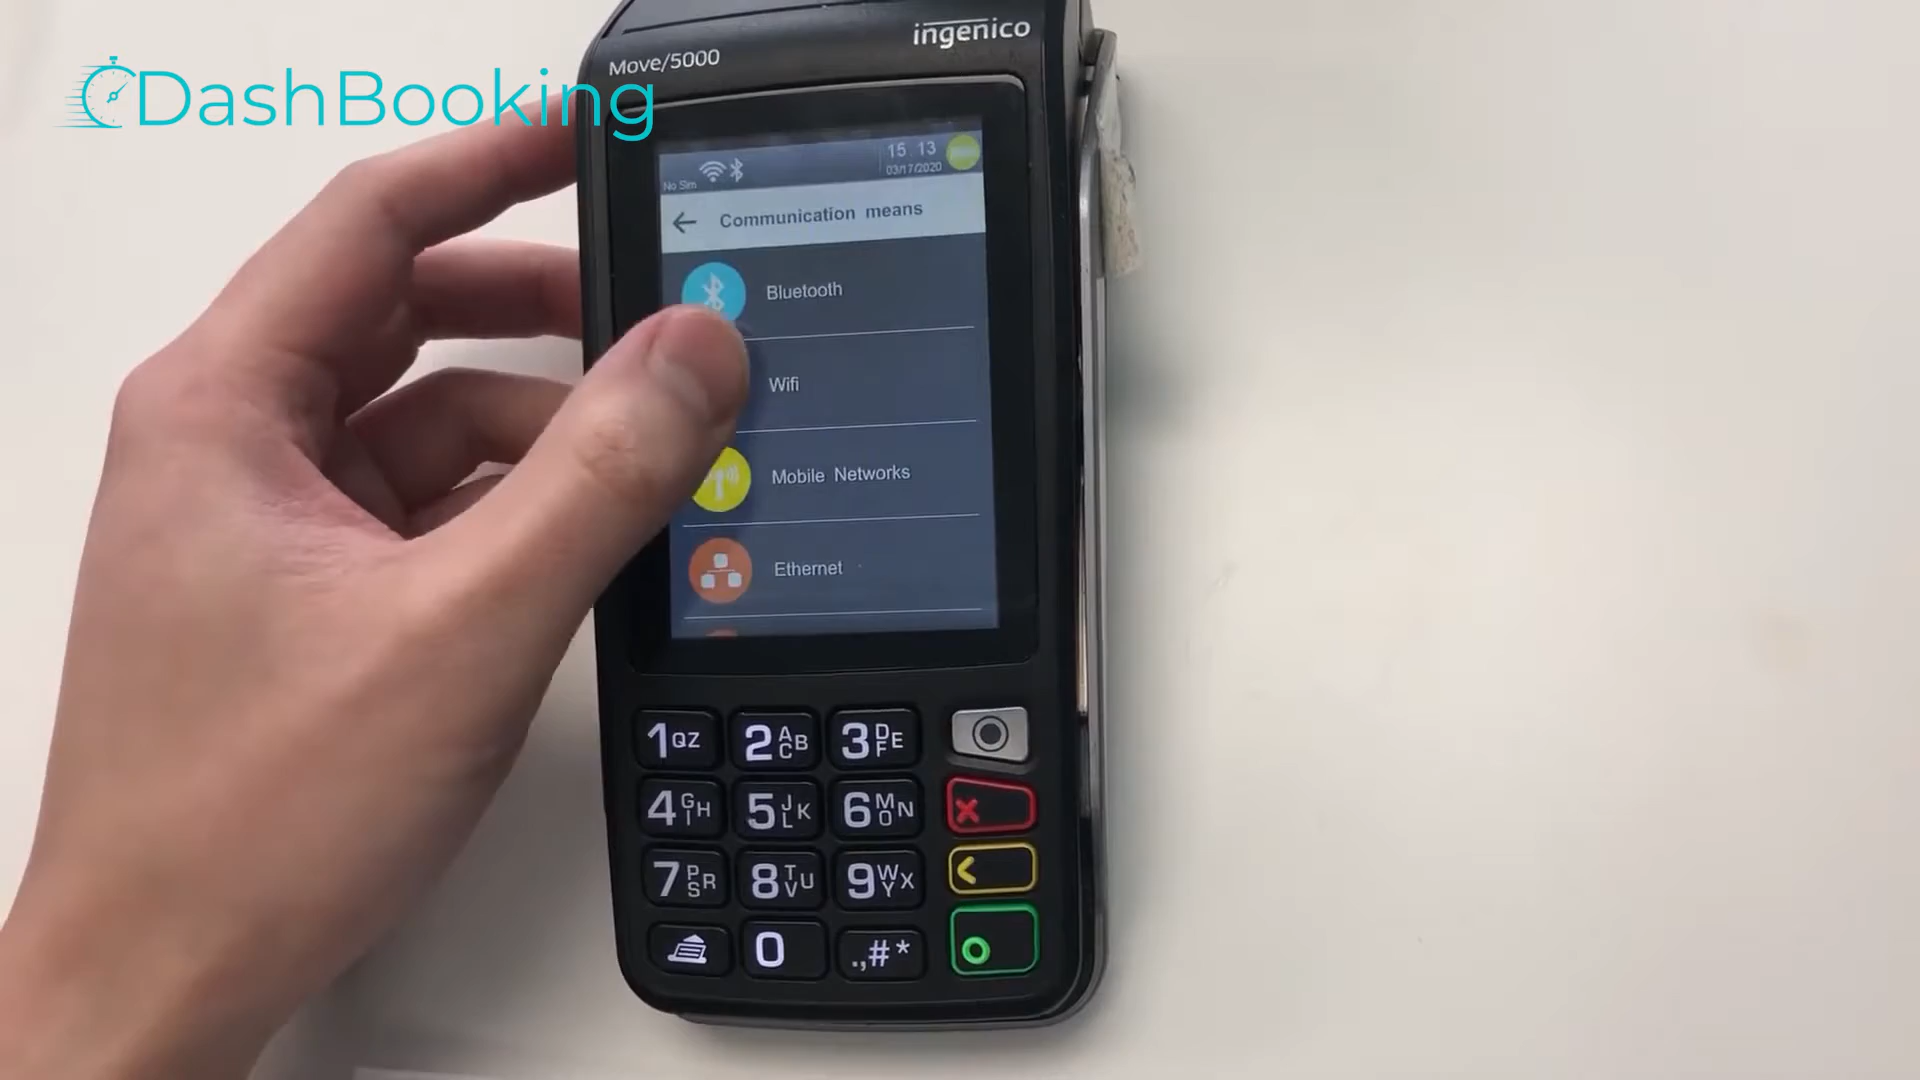 DashBooking
ingenico
Move/5000
No Sim
15 13
03/17/2020
Communication means
Bluetooth
Wifi
Mobile Networks
Ethernet
1 QZ 2 ABC 3 DEF
4 GHI 5 JKL 6 MNO
7 PRS 8 TUV 9 WXY
0 .,#*